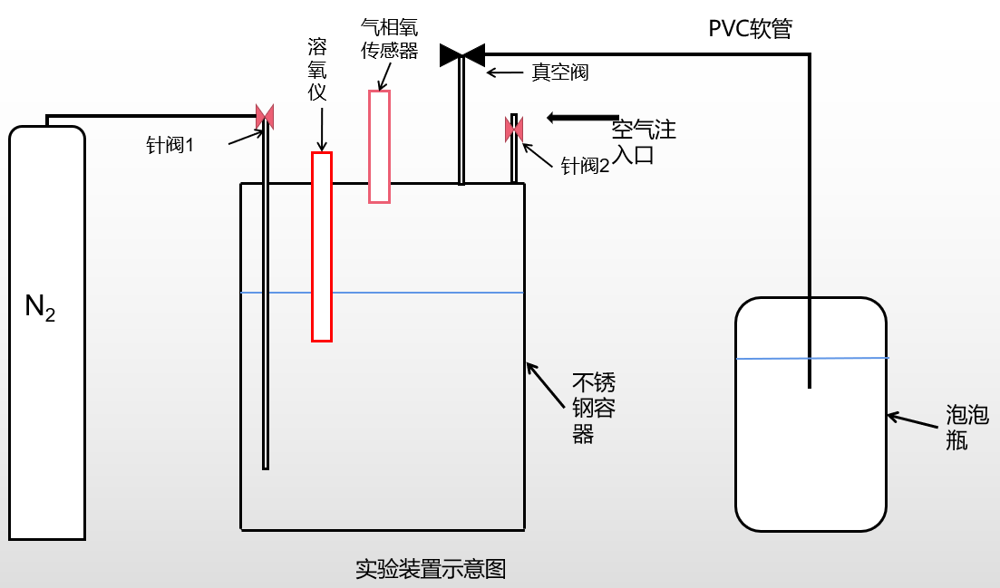 PVC软管
气相氧
传感器
溶
氧
仪
真空阀
针阀1
空气注
入口
针阀2
N2
不锈
钢容
器
泡泡
瓶
实验装置示意图